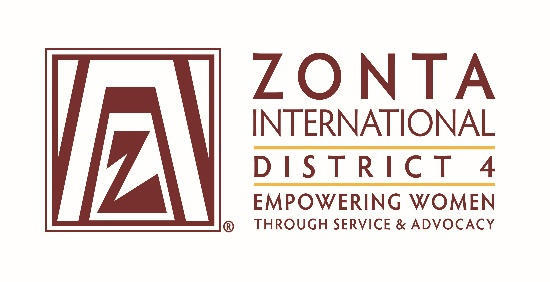 Z
®
ZONTA
INTERNATIONAL
DISTRICT 4
EMPOWERING WOMEN
THROUGH SERVICE & ADVOCACY